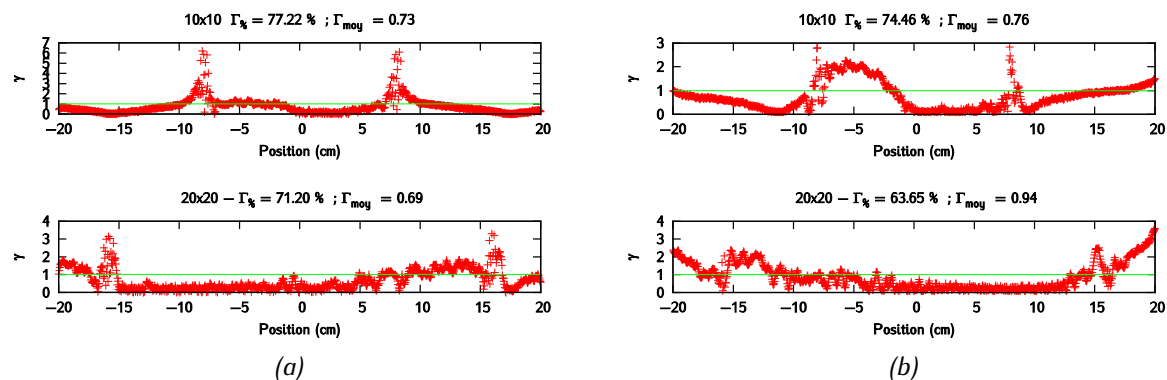 10x10 Γ% = 77.22 % ; Γmoy = 0.73
7
6
5
4
3
2
1
0
γ
−20 −15 −10 −5 0 5 10 15 20
Position (cm)
20x20 − Γ% = 71.20 % ; Γmoy = 0.69
4
3
2
1
0
γ
−20 −15 −10 −5 0 5 10 15 20
Position (cm)
(a)
10x10 Γ% = 74.46 % ; Γmoy = 0.76
3
2
1
0
γ
−20 −15 −10 −5 0 5 10 15 20
Position (cm)
20x20 − Γ% = 63.65 % ; Γmoy = 0.94
4
3
2
1
0
γ
−20 −15 −10 −5 0 5 10 15 20
Position (cm)
(b)